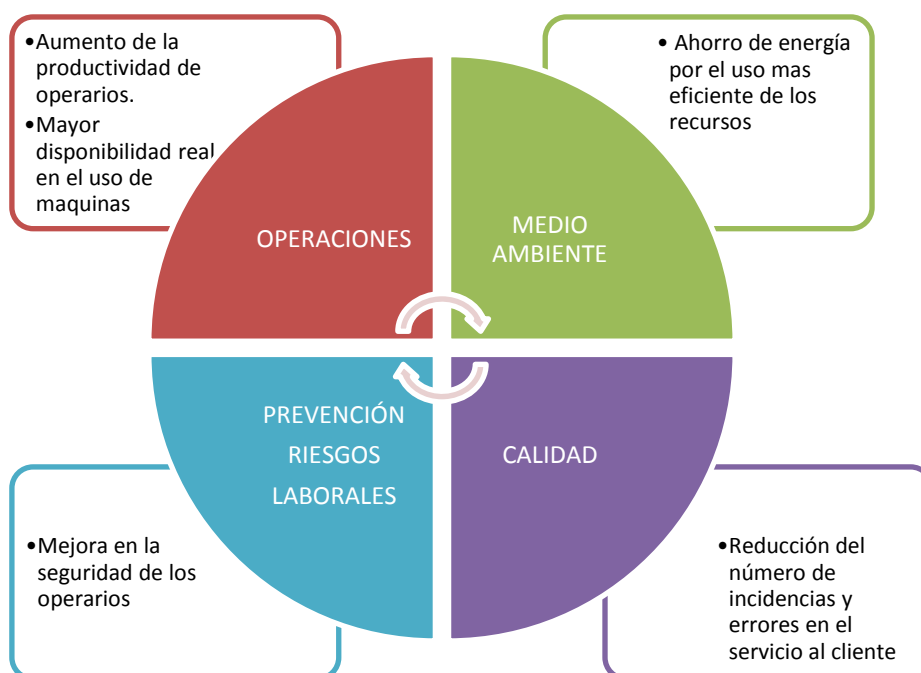 •Aumento de la
productividad de
operarios.
•Mayor
disponibilidad real
en el uso de
maquinas
• Ahorro de energía
por el uso mas
eficiente de los
recursos
OPERACIONES
MEDIO
AMBIENTE
PREVENCIÓN
RIESGOS
LABORALES
CALIDAD
•Mejora en la
seguridad de los
operarios
•Reducción del
número de
incidencias y
errores en el
servicio al cliente